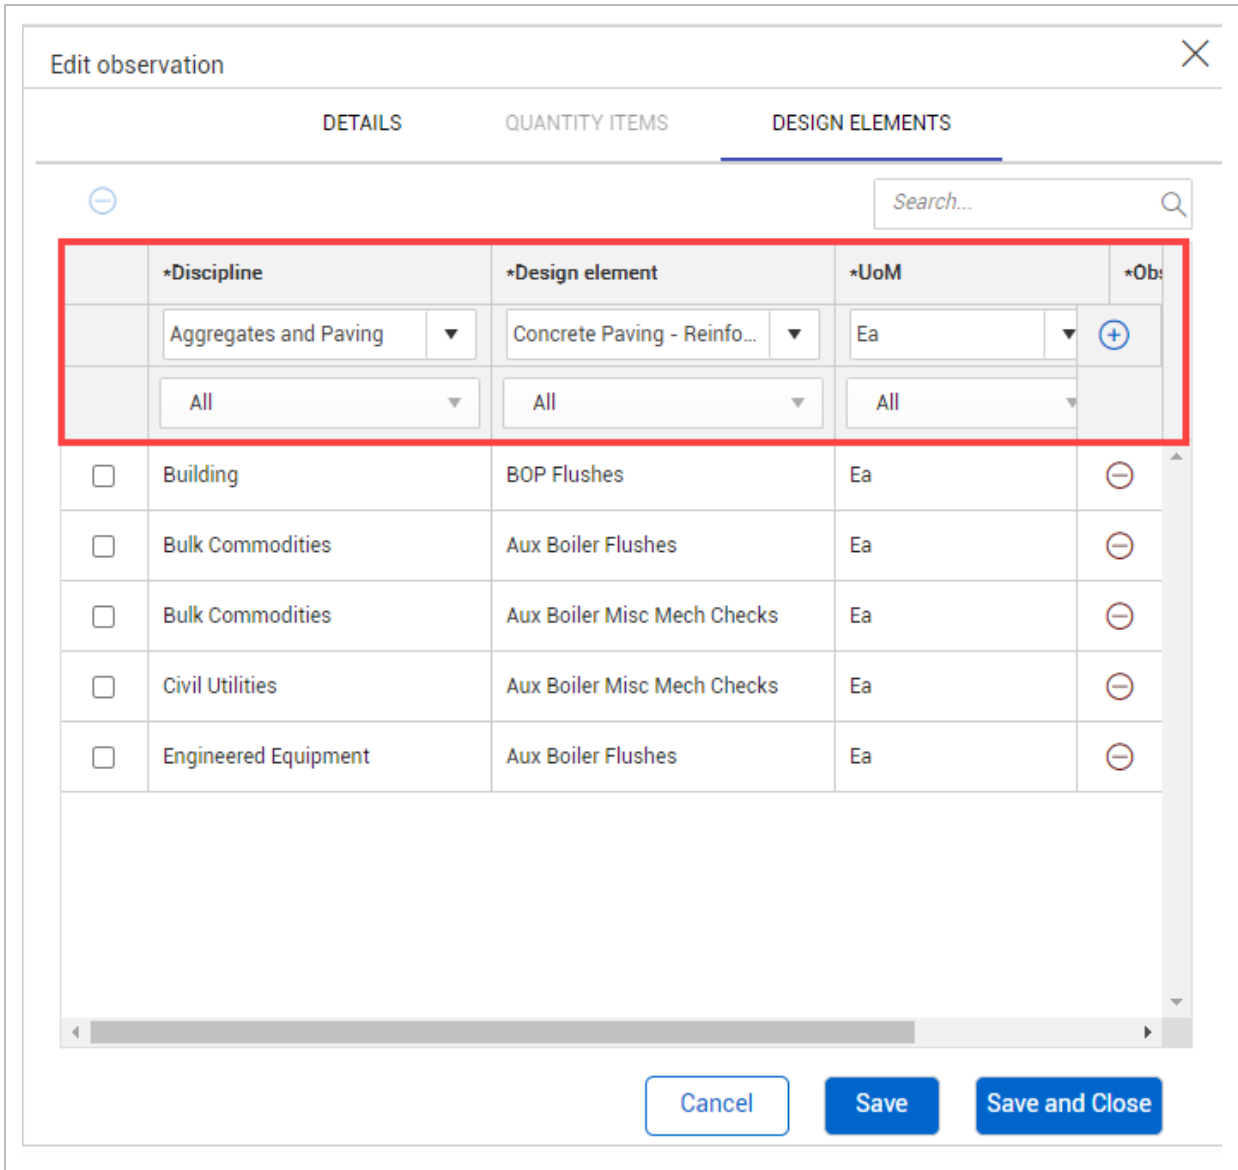 Edit observation
DETAILS QUANTITY ITEMS DESIGN ELEMENTS
Search...
*Discipline *Design element *UoM *Obs
Aggregates and Paving Concrete Paving - Reinfo... Ea
All All All
Building BOP Flushes Ea
Bulk Commodities Aux Boiler Flushes Ea
Bulk Commodities Aux Boiler Misc Mech Checks Ea
Civil Utilities Aux Boiler Misc Mech Checks Ea
Engineered Equipment Aux Boiler Flushes Ea
Cancel Save Save and Close